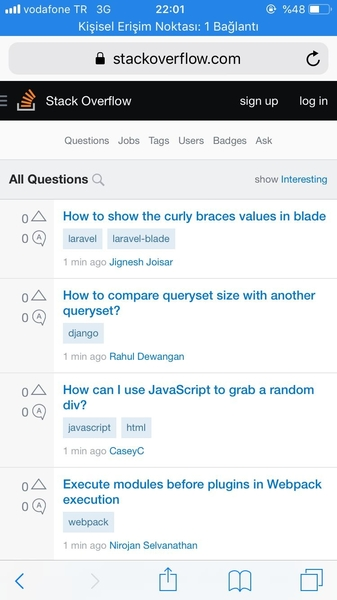 vodafone TR 3G 22:01 %48
Kişisel Erişim Noktası: 1 Bağlantı
stackoverflow.com
Stack Overflow sign up log in
Questions Jobs Tags Users Badges Ask
All Questions show Interesting
0
How to show the curly braces values in blade
0 A
laravel laravel-blade
1 min ago Jignesh Joisar
0
How to compare queryset size with another
0 A
queryset?
django
1 min ago Rahul Dewangan
0
How can I use JavaScript to grab a random
0 A
div?
javascript html
1 min ago CaseyC
0
Execute modules before plugins in Webpack
0 A
execution
webpack
1 min ago Nirojan Selvanathan